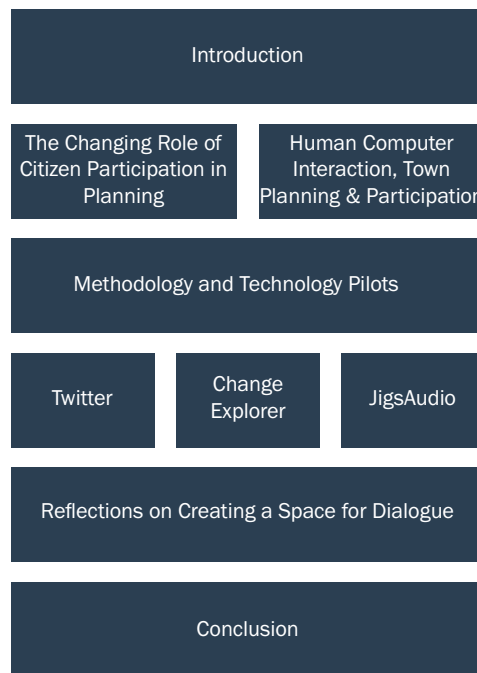 Introduction
The Changing Role of
Citizen Participation in
Planning
Human Computer
Interaction, Town
Planning & Participation
Methodology and Technology Pilots
Twitter
Change
Explorer
JigsAudio
Reflections on Creating a Space for Dialogue
Conclusion